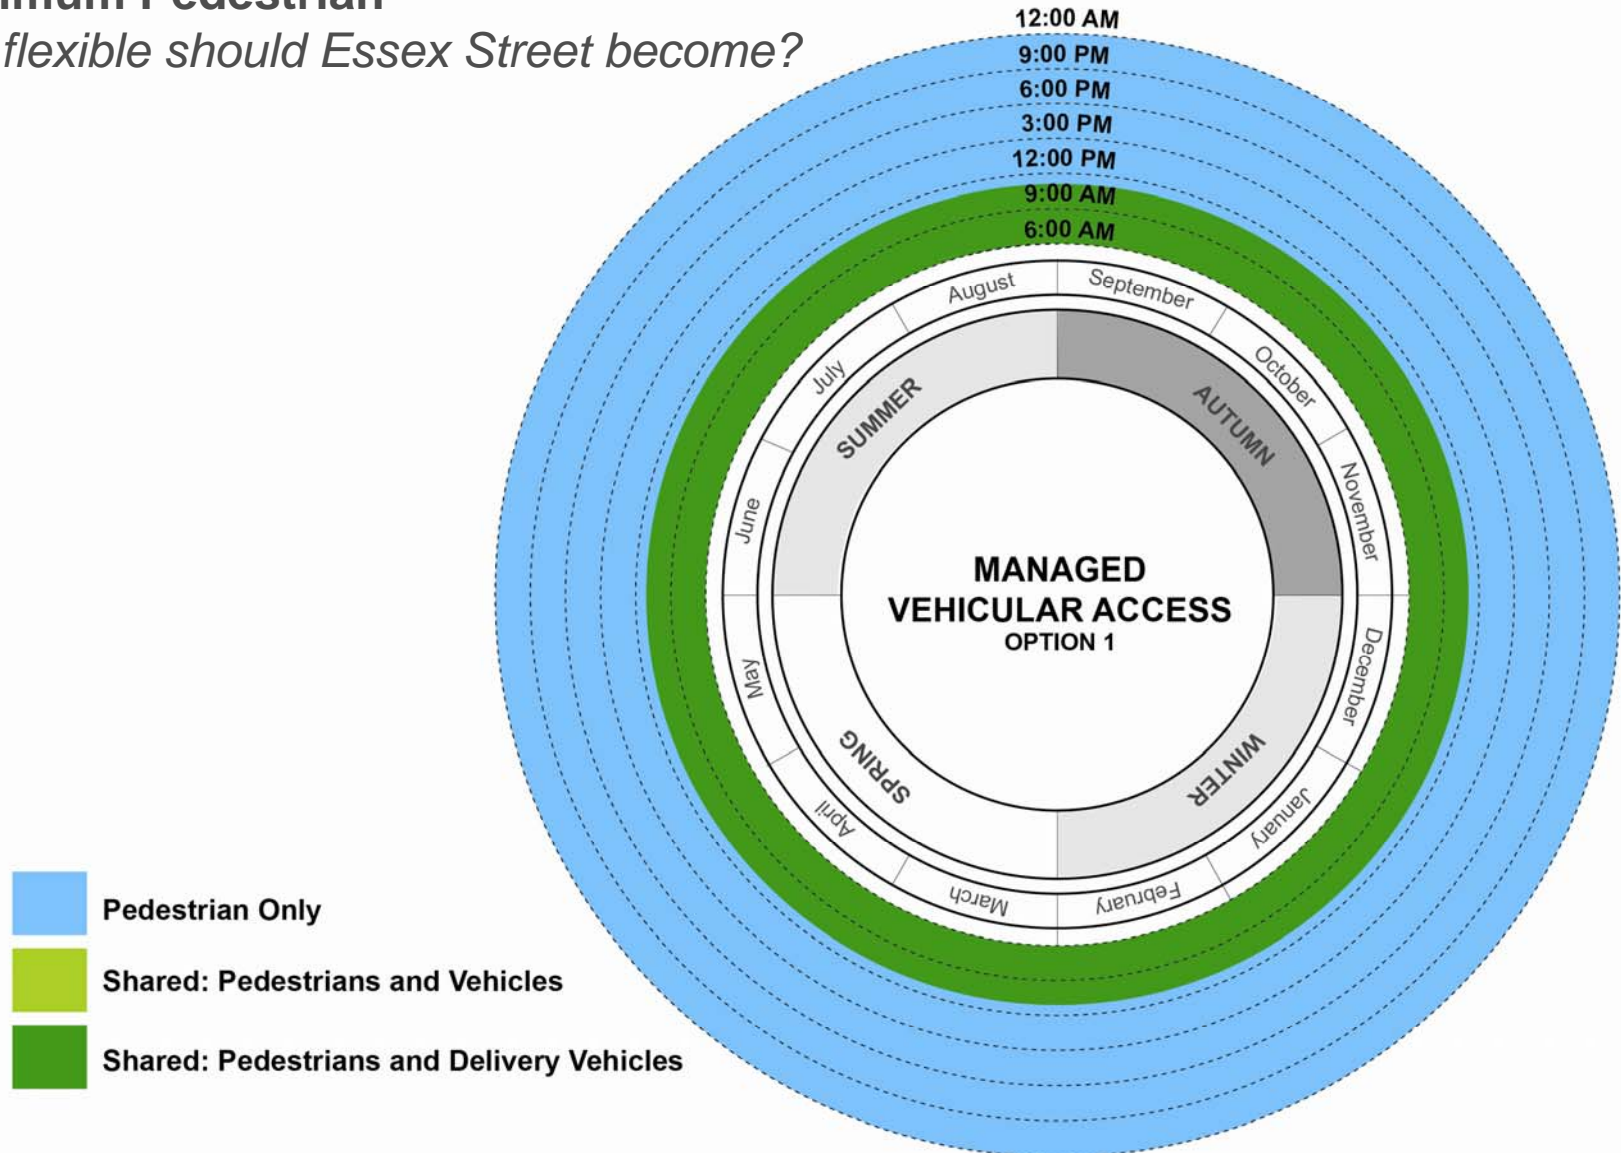 Pedestrian
flexible should Essex Street become?
12:00 AM
9:00 PM
6:00 PM
3:00 PM
12:00 PM
9:00 AM
6:00 AM
August
September
July
October
SUMMER
AUTUMN
June
November
MANAGED
VEHICULAR ACCESS
OPTION 1
May
December
SPRING
WINTER
April
January
March
February
Pedestrian Only
Shared: Pedestrians and Vehicles
Shared: Pedestrians and Delivery Vehicles